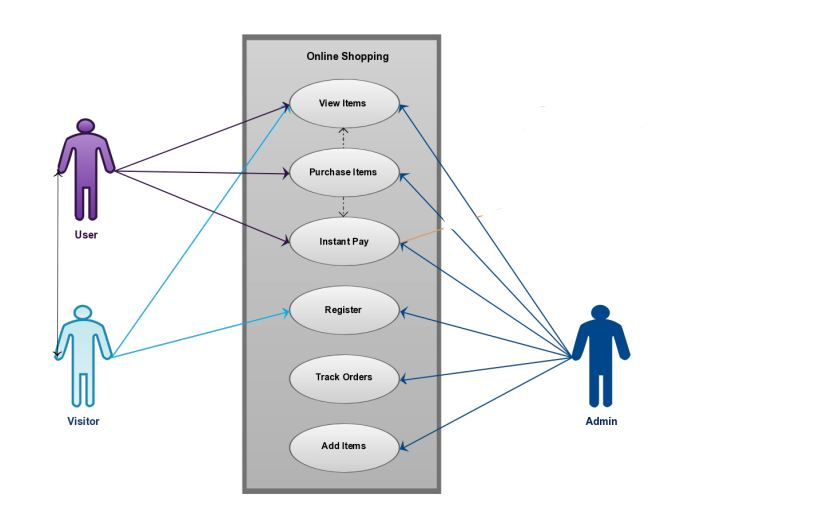 Online Shopping
View Items
Purchase Items
User
Instant Pay
Register
Track Orders
Visitor
Admin
Add Items